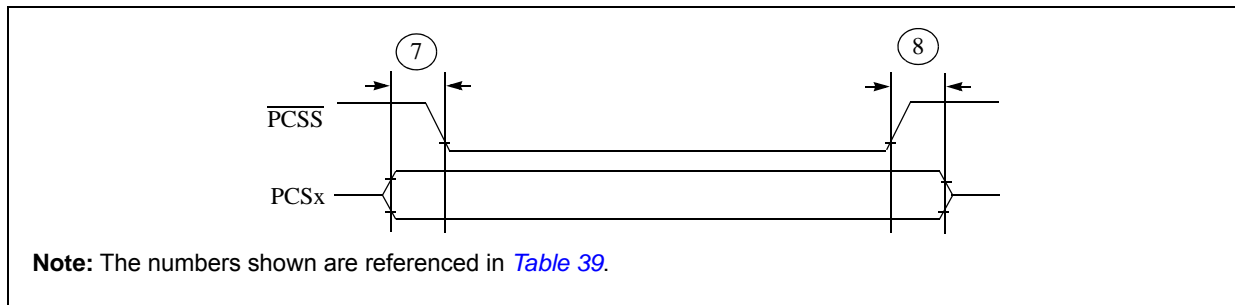 7 8
PCSS
PCSx
Note: The numbers shown are referenced in Table 39.